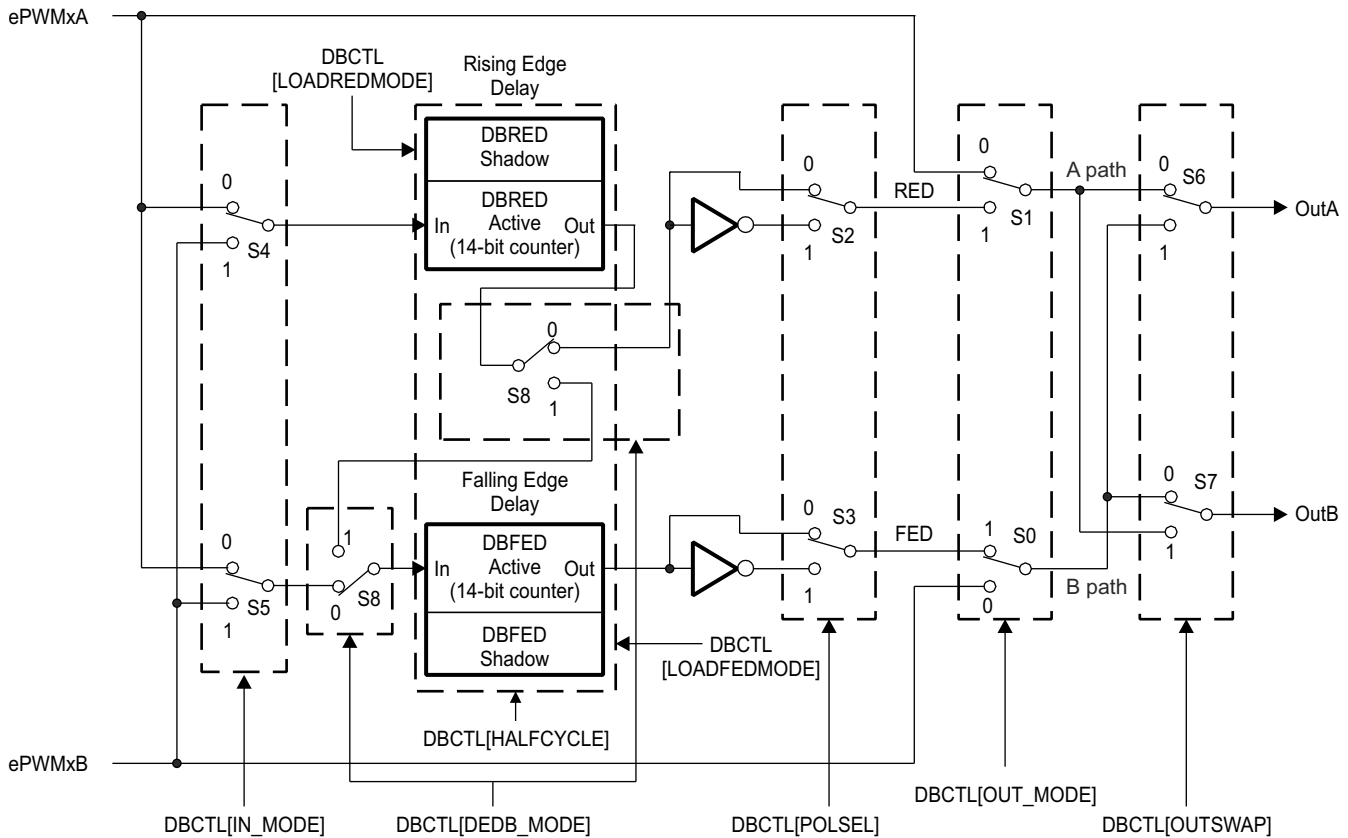 ePWMxA
DBCTL
[LOADREDMODE]
Rising Edge
Delay
DBRED
Shadow
DBRED
Active
(14-bit counter)
In
Out
0
S4
1
0
S8
1
0
S2
1
RED
0
S1
1
A path
0
S6
1
OutA
Falling Edge
Delay
0
S5
1
1
S8
0
In
DBFED
Active
(14-bit counter)
Out
DBFED
Shadow
0
S3
1
FED
1
S0
0
B path
0
S7
1
OutB
DBCTL
[LOADFEDMODE]
DBCTL[HALFCYCLE]
ePWMxB
DBCTL[IN_MODE]
DBCTL[DEDB_MODE]
DBCTL[POLSEL]
DBCTL[OUT_MODE]
DBCTL[OUTSWAP]